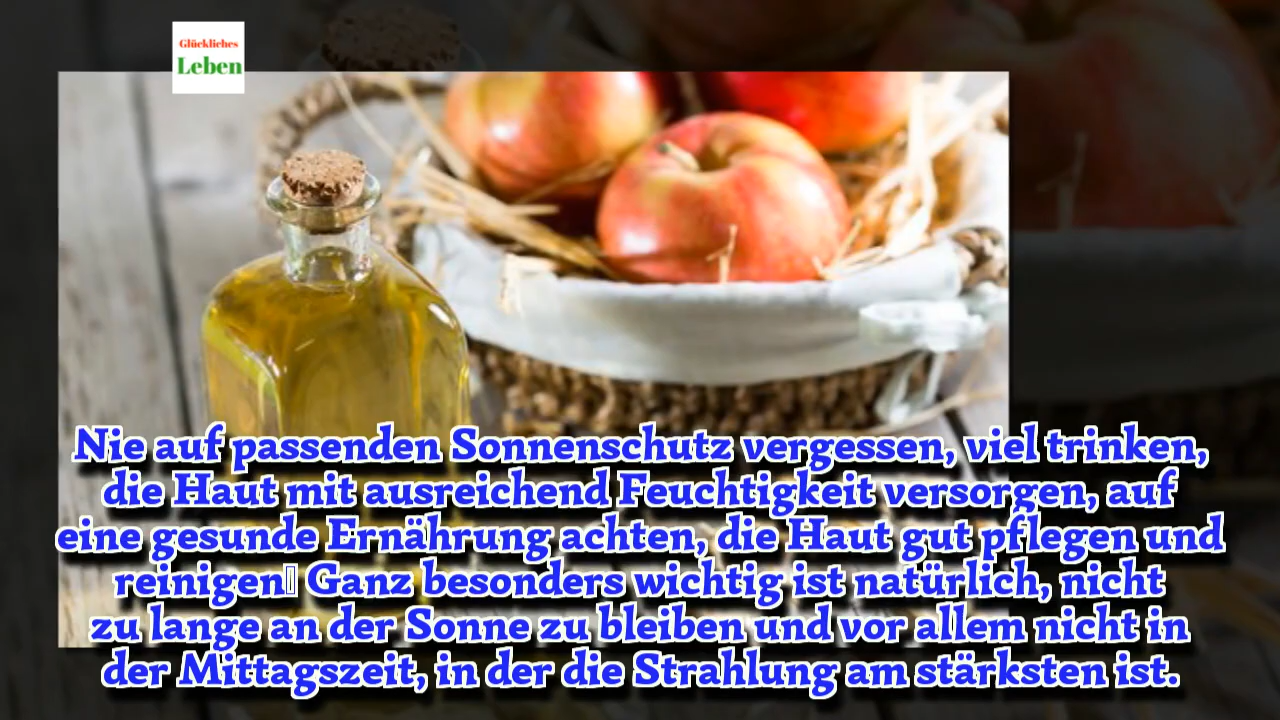 Glückliches
Leben
Nie auf passenden Sonnenschutz vergessen, viel trinken,
die Haut mit ausreichend Feuchtigkeit versorgen, auf
eine gesunde Ernährung achten, die Haut gut pflegen und
reinigen▯ Ganz besonders wichtig ist natürlich, nicht
zu lange an der Sonne zu bleiben und vor allem nicht in
der Mittagszeit, in der die Strahlung am stärksten ist.